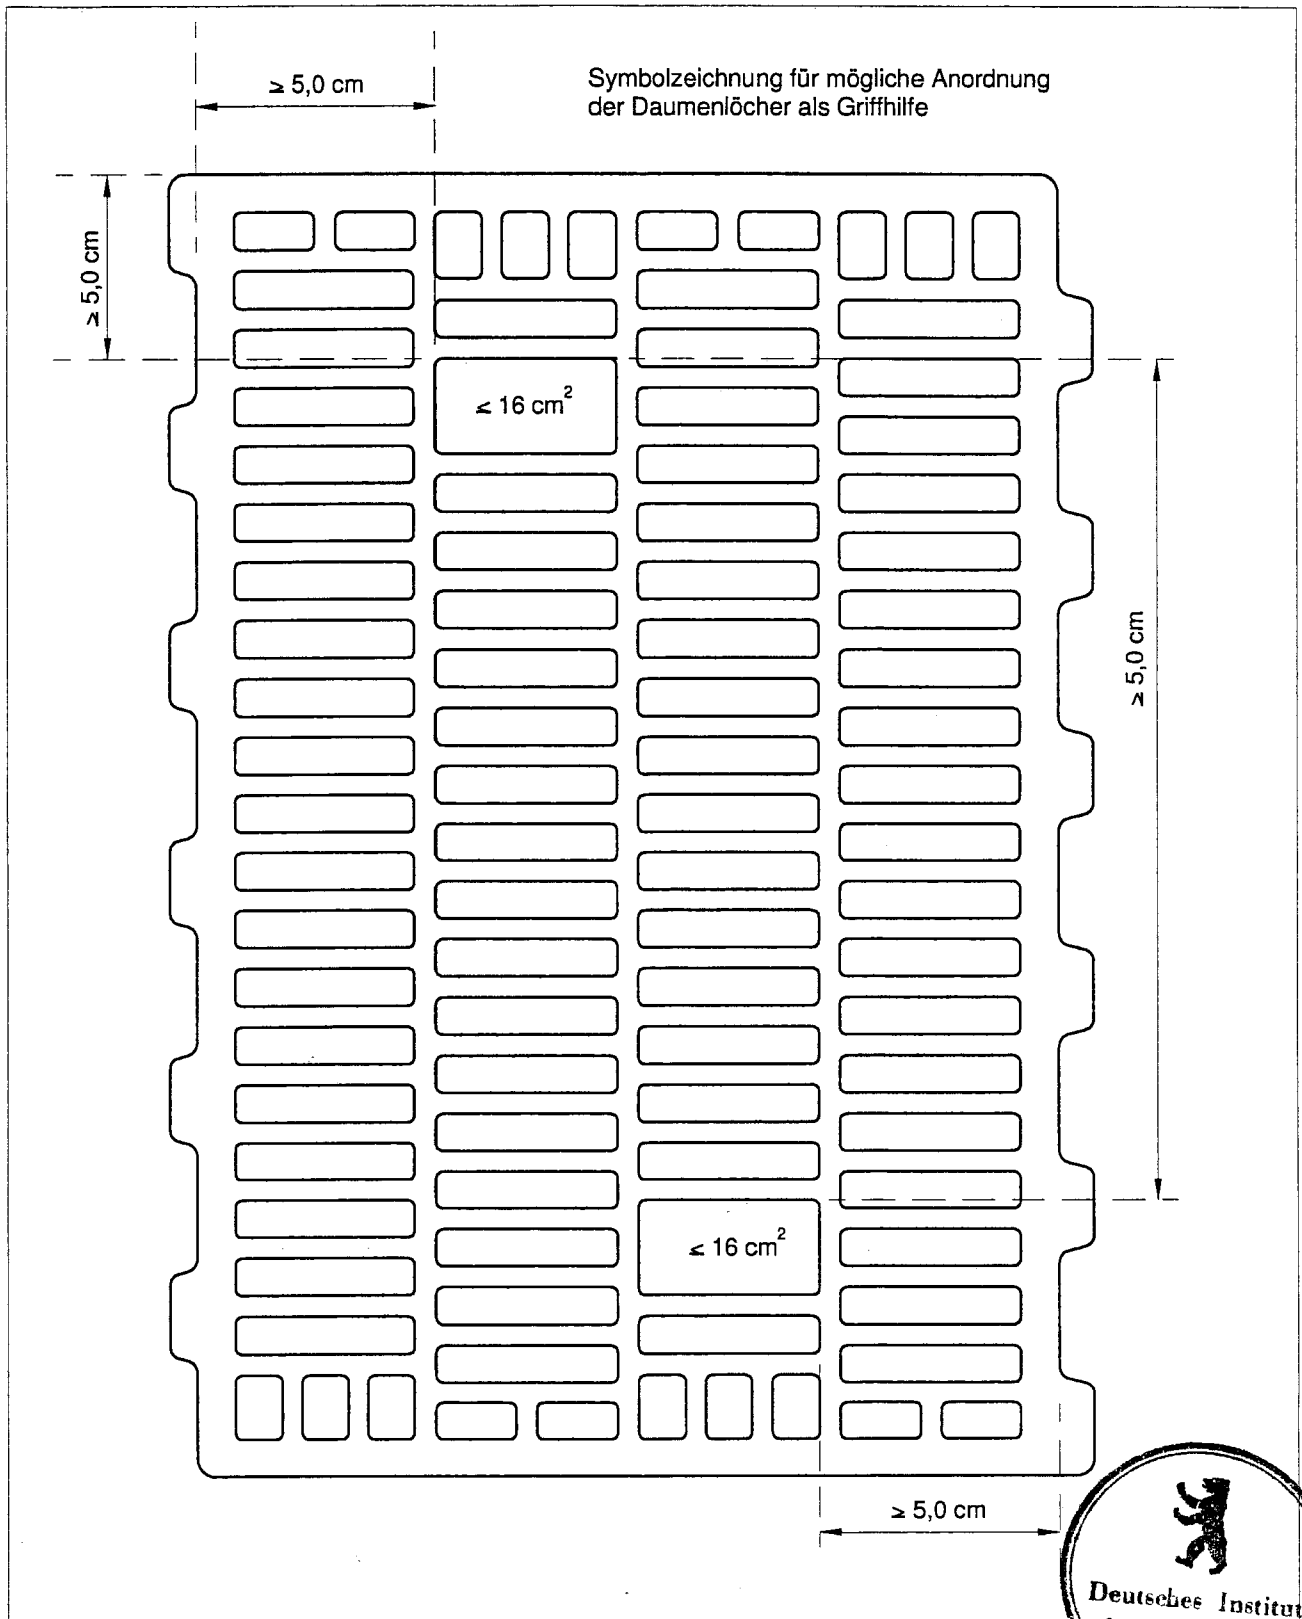 ≥ 5,0 cm
Symbolzeichnung für mögliche Anordnung
der Daumenlöcher als Griffhilfe
≥ 5,0 cm
≤ 16 cm²
≥ 5,0 cm
≤ 16 cm²
≥ 5,0 cm
Deutsches Institut